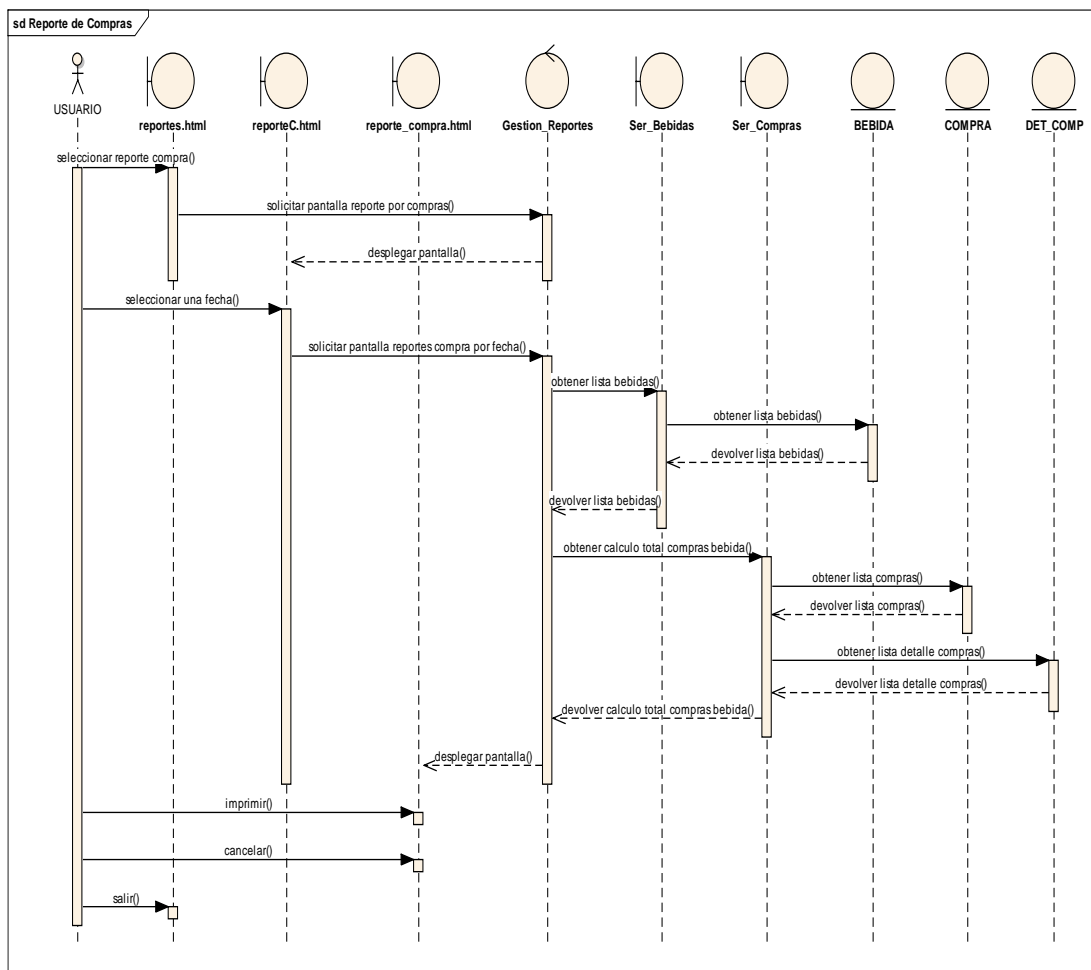 sd Reporte de Compras
USUARIO
reportes.html
reporteC.html
reporte_compra.html
Gestion_Reportes
Ser_Bebidas
Ser_Compras
BEBIDA
COMPRA
DET_COMP
seleccionar reporte compra()
solicitar pantalla reporte por compras()
desplegar pantalla()
seleccionar una fecha()
solicitar pantalla reportes compra por fecha()
obtener lista bebidas()
obtener lista bebidas()
devolver lista bebidas()
devolver lista bebidas()
obtener calculo total compras bebida()
obtener lista compras()
devolver lista compras()
obtener lista detalle compras()
devolver lista detalle compras()
devolver calculo total compras bebida()
desplegar pantalla()
imprimir()
cancelar()
salir()